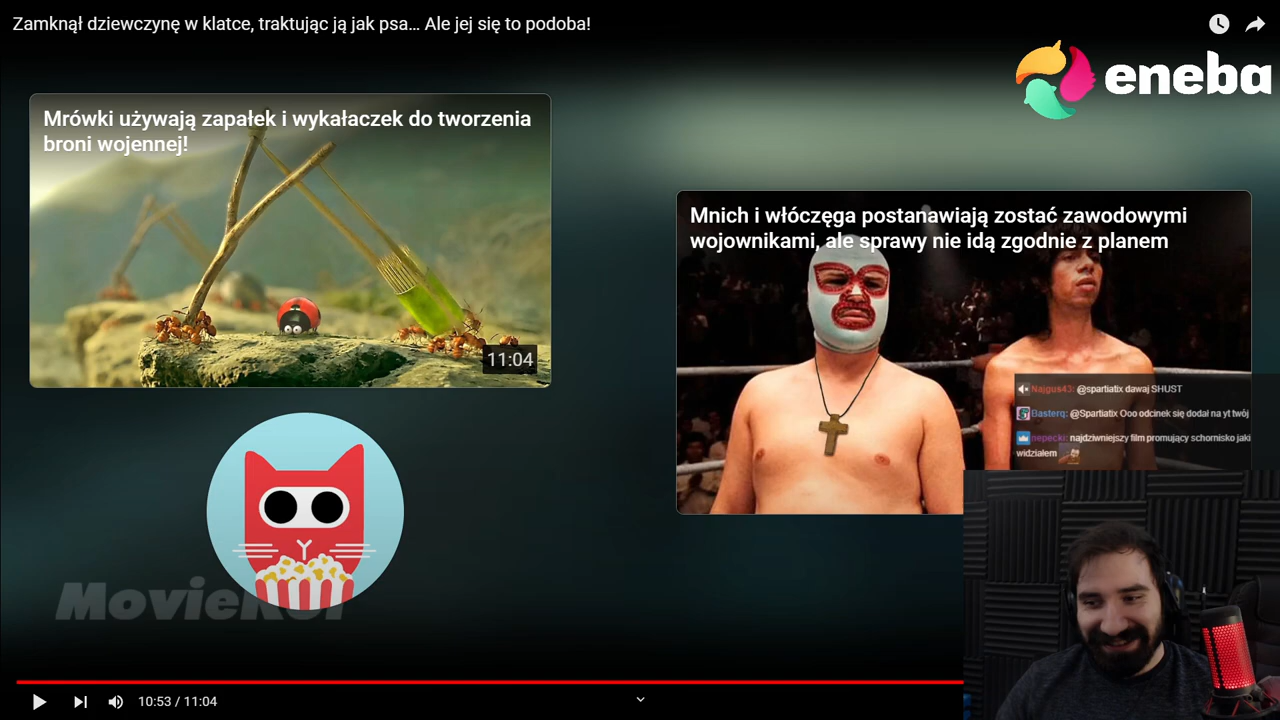 Zamknął dziewczynę w klatce, traktując ją jak psa... Ale jej się to podoba!
eneba
Mrówki używają zapałek i wykałaczek do tworzenia
broni wojennej!
11:04
Mnich i włóczęga postanawiają zostać zawodowymi
wojownikami, ale sprawy nie idą zgodnie z planem
Najgus43: @spartiatix dawaj SHUST
Basterq: @Spartiatix Ooo odcinek się dodał na yt twój
nepecki: najdziwniejszy film promujący schornisko jaki
widziałem
10:53 / 11:04